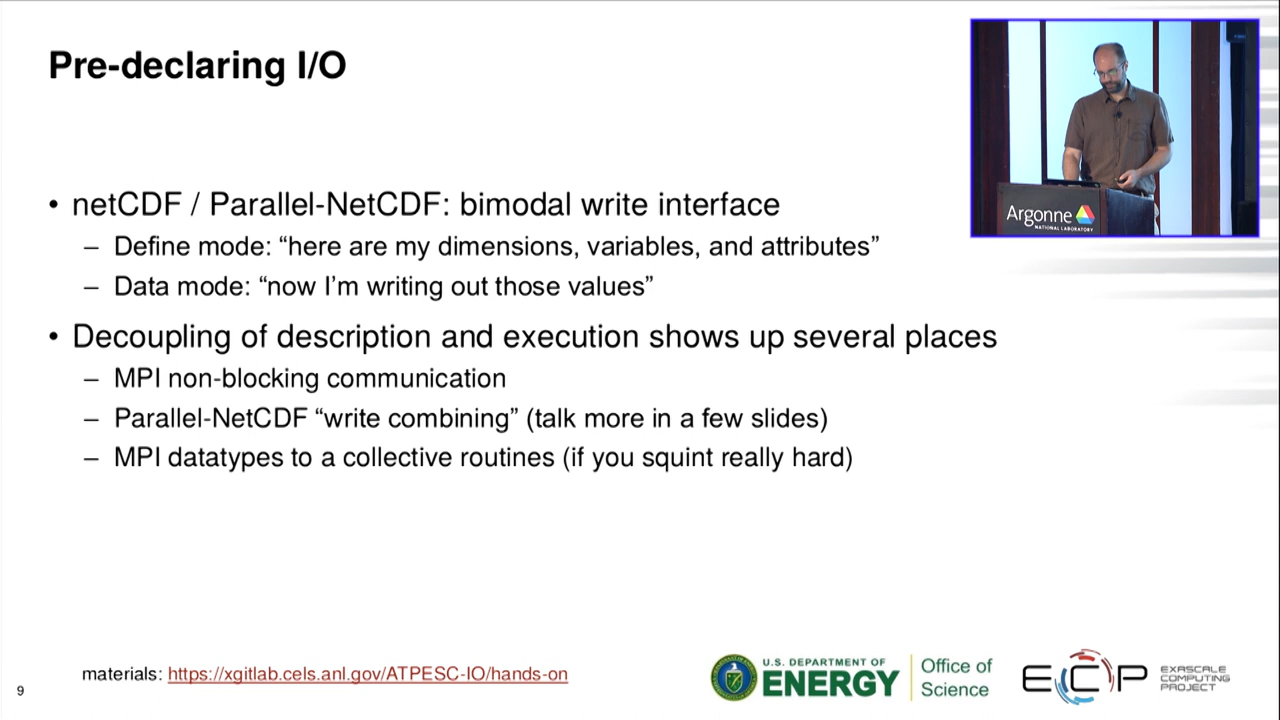 Pre-declaring I/O
• netCDF / Parallel-NetCDF: bimodal write interface
– Define mode: “here are my dimensions, variables, and attributes”
– Data mode: “now I’m writing out those values”
• Decoupling of description and execution shows up several places
– MPI non-blocking communication
– Parallel-NetCDF “write combining” (talk more in a few slides)
– MPI datatypes to a collective routines (if you squint really hard)
Argonne
NATIONAL LABORATORY
materials: https://xgitlab.cels.anl.gov/ATPESC-IO/hands-on
9
U.S. DEPARTMENT OF
ENERGY
Office of
Science
ECP
EXASCALE
COMPUTING
PROJECT